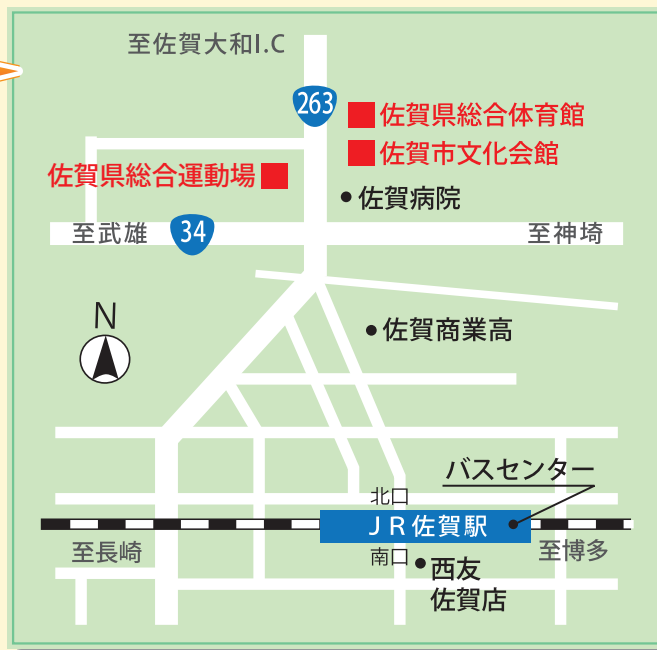 至佐賀大和I.C
263
佐賀県総合体育館
佐賀市文化会館
佐賀県総合運動場
佐賀病院
至武雄
34
至神埼
N
佐賀商業高
バスセンター
北口
JR佐賀駅
至長崎
南口
至博多
西友
佐賀店